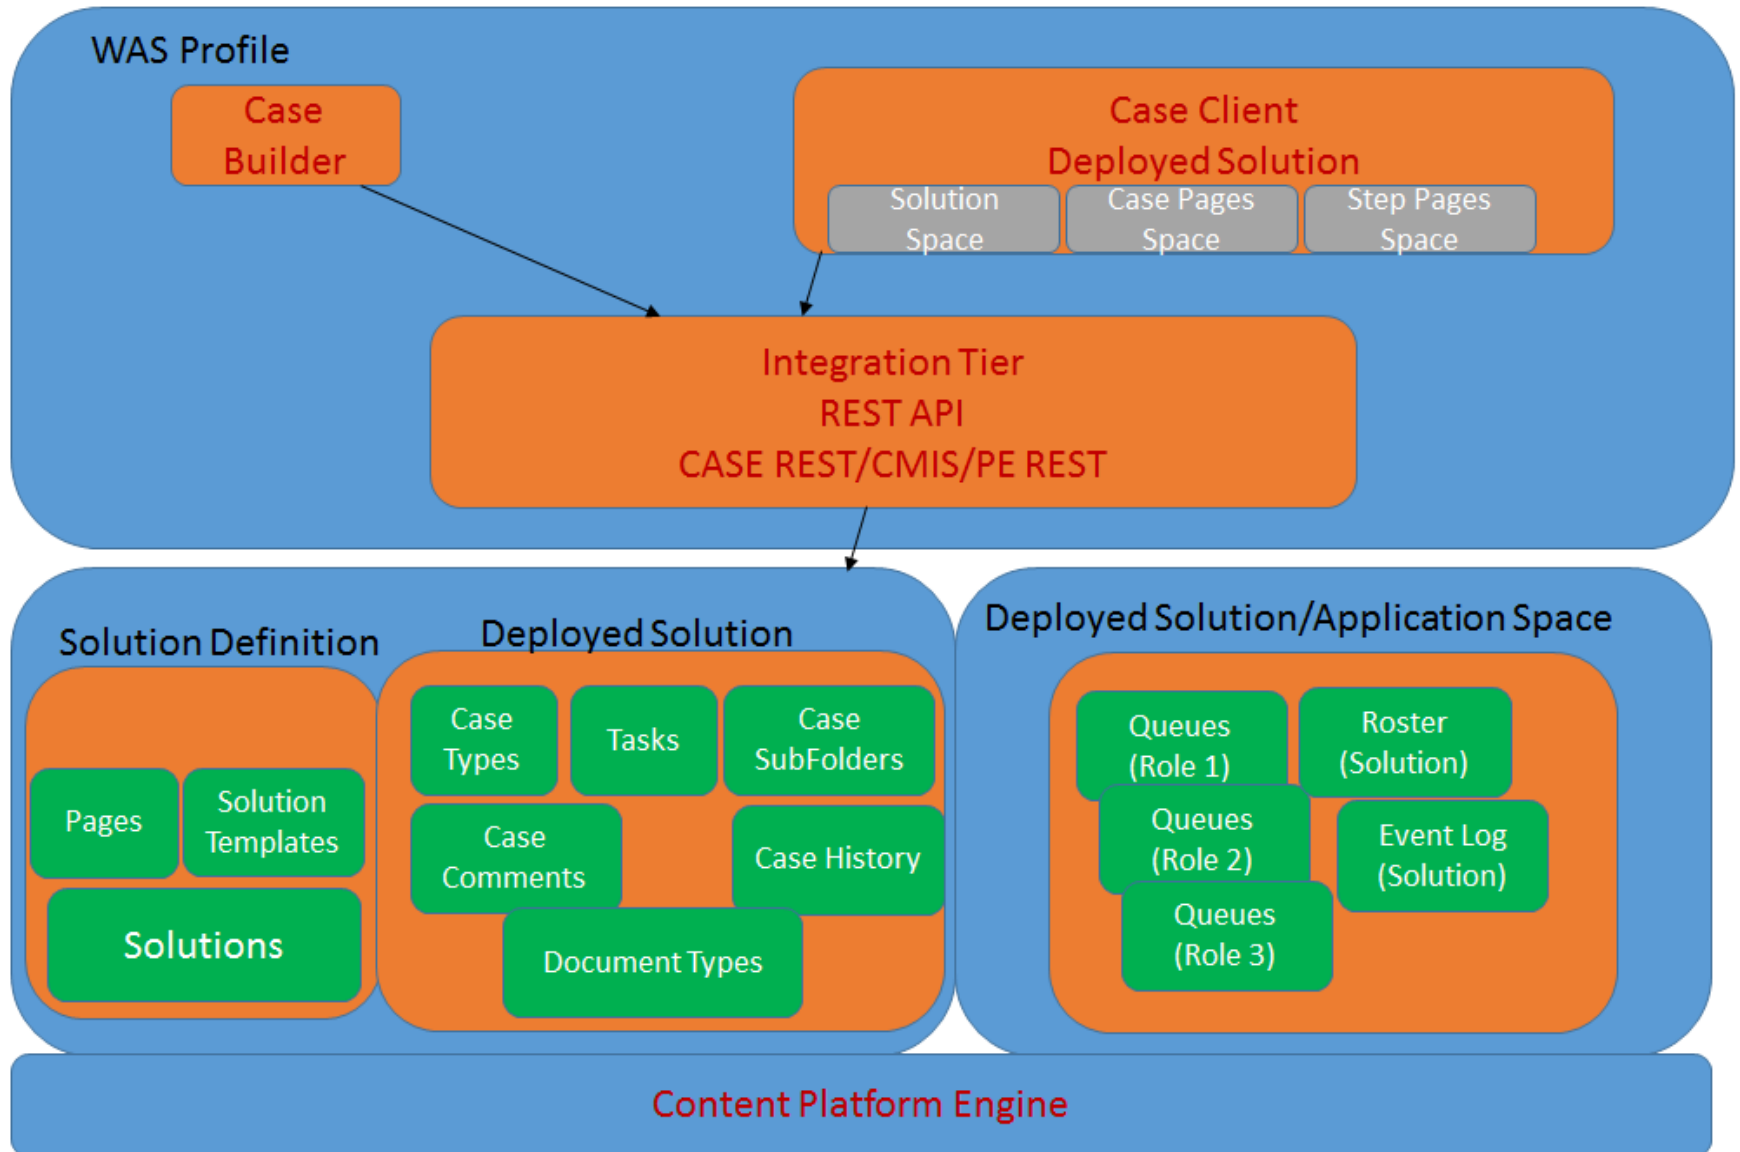 WAS Profile
Case
Builder
Case Client
Deployed Solution
Solution
Space
Case Pages
Space
Step Pages
Space
Integration Tier
REST API
CASE REST/CMIS/PE REST
Solution Definition
Pages
Solution
Templates
Solutions
Deployed Solution
Case
Types
Tasks
Case
SubFolders
Case
Comments
Case History
Document Types
Deployed Solution/Application Space
Queues
(Role 1)
Roster
(Solution)
Queues
(Role 2)
Event Log
(Solution)
Queues
(Role 3)
Content Platform Engine